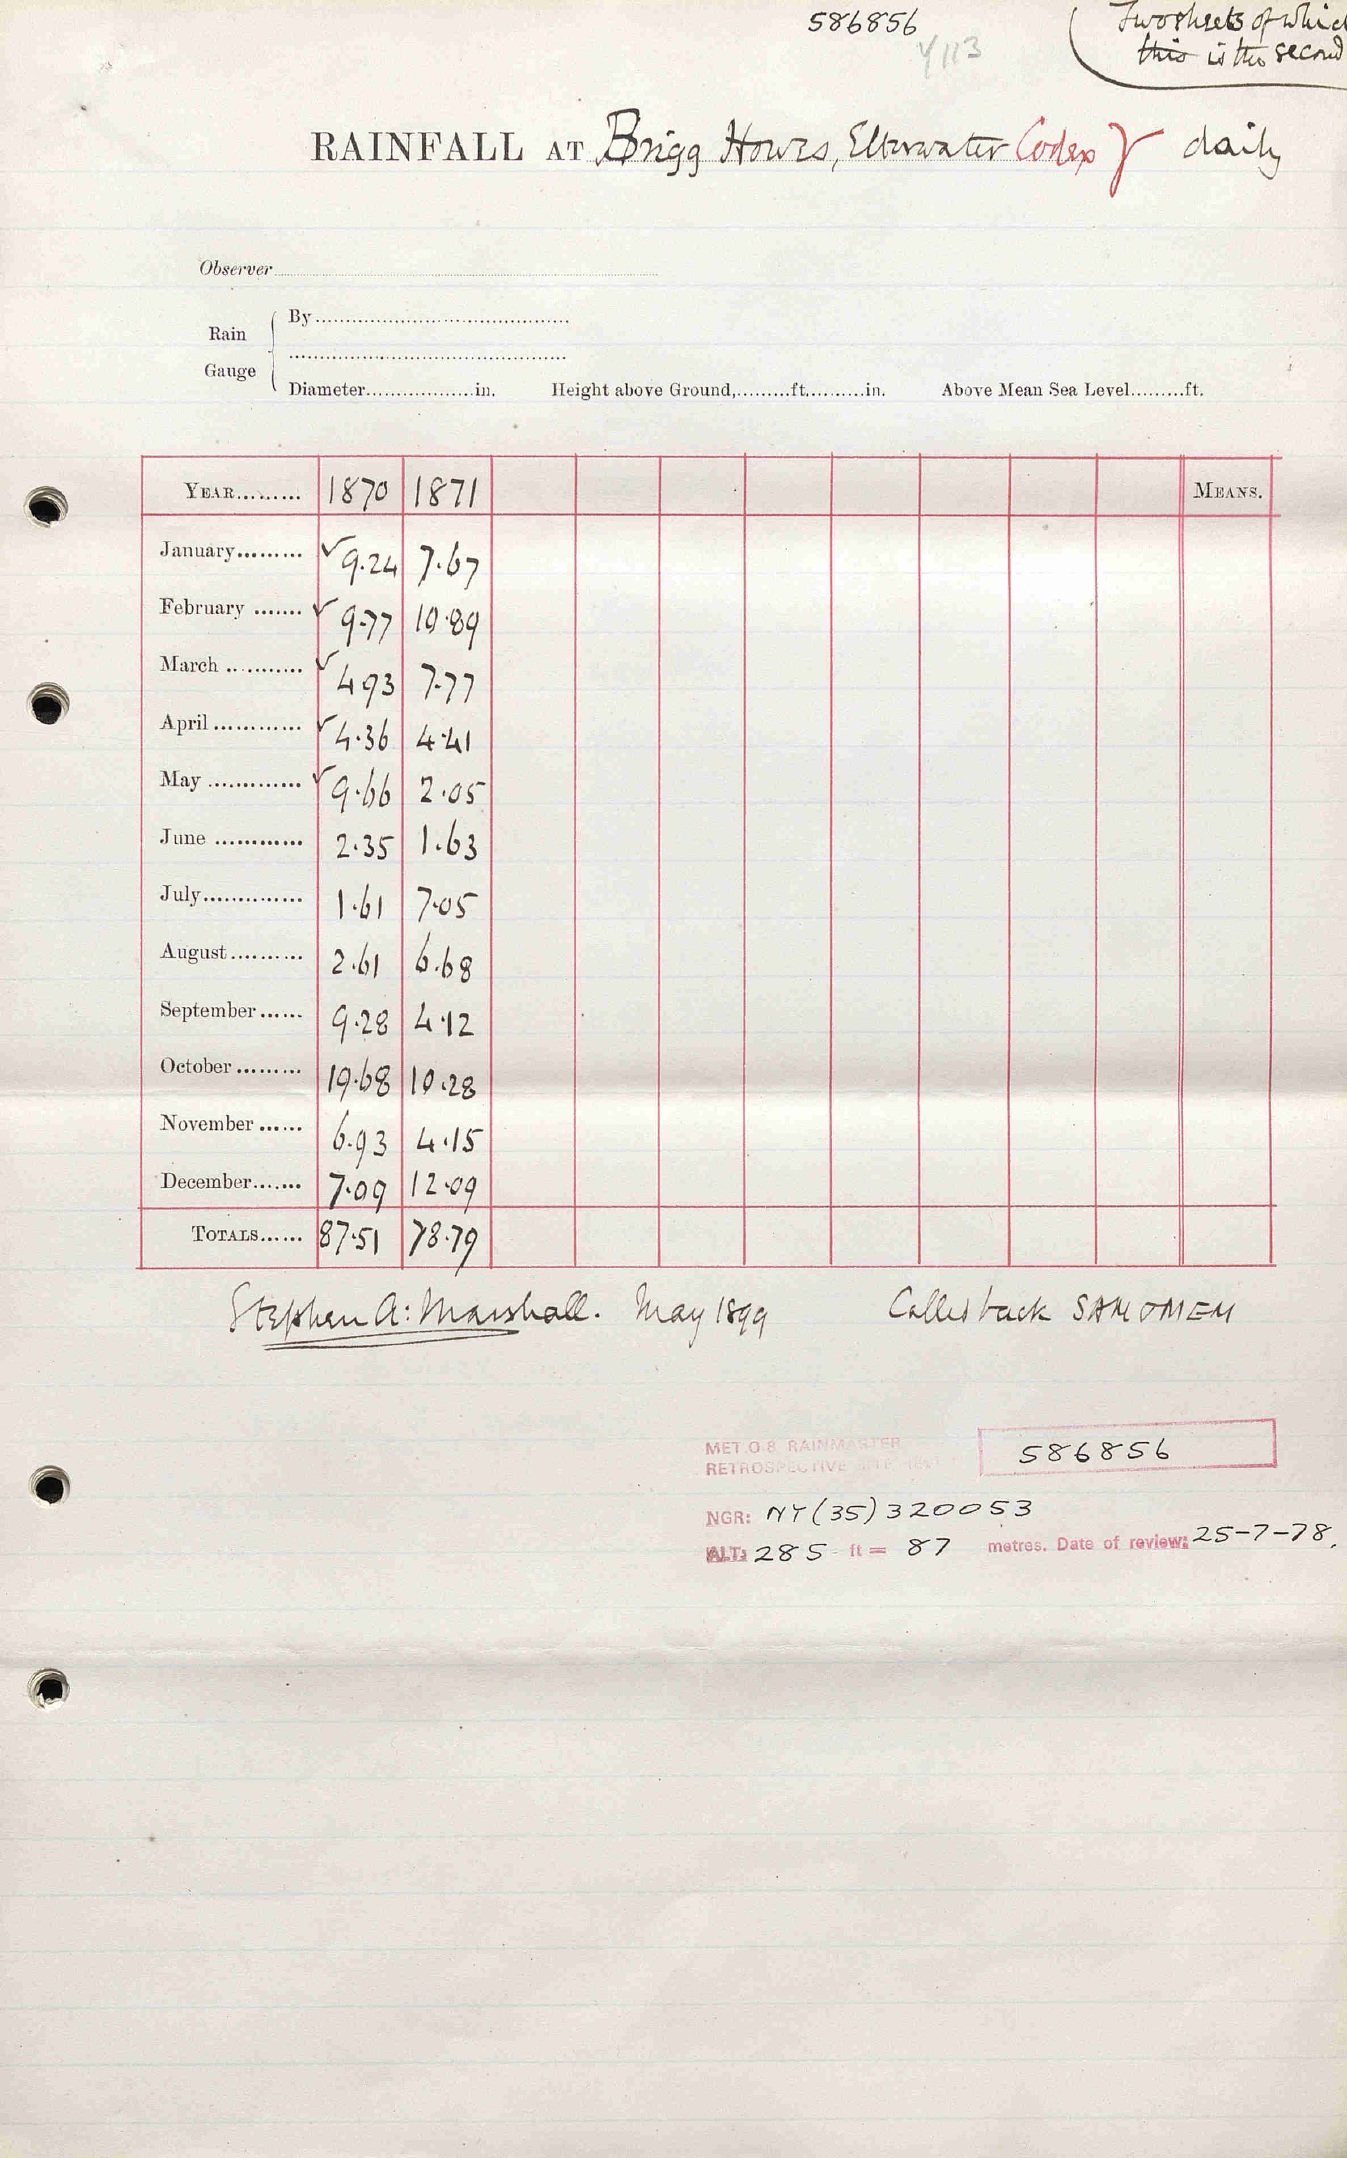 586856
Y113
Two sheets of which
this is the second
RAINFALL AT Brigg Howes, Elterwater Codex γ daily
Observer
Rain Gauge
By
Diameter in. Height above Ground, ft. in. Above Mean Sea Level ft.
YEAR 1870 1871 MEANS.
January ✓ 9.24 7.67
February ✓ 9.77 10.89
March ✓ 4.93 7.77
April ✓ 4.36 4.41
May ✓ 9.66 2.05
June 2.35 1.63
July 1.61 7.05
August 2.61 6.68
September 9.28 4.12
October 19.68 10.28
November 6.93 4.15
December 7.09 12.09
TOTALS 87.51 78.79
Stephen A: Marshall. May 1899
MET.O.8 RAINMASTER 586856
RETROSPECTIVE
NGR: NY (35) 320053
ALT: 285 ft = 87 metres. Date of review: 25-7-78.